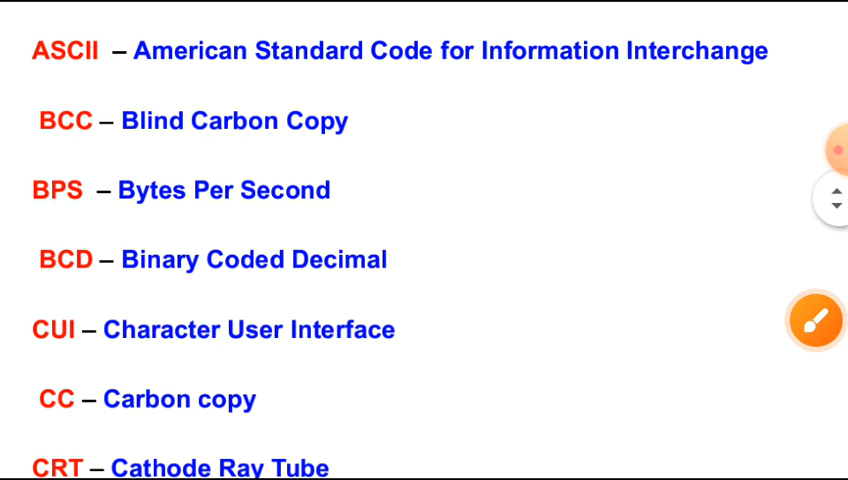 ASCII – American Standard Code for Information Interchange
BCC – Blind Carbon Copy
BPS – Bytes Per Second
BCD – Binary Coded Decimal
CUI – Character User Interface
CC – Carbon copy
CRT – Cathode Ray Tube